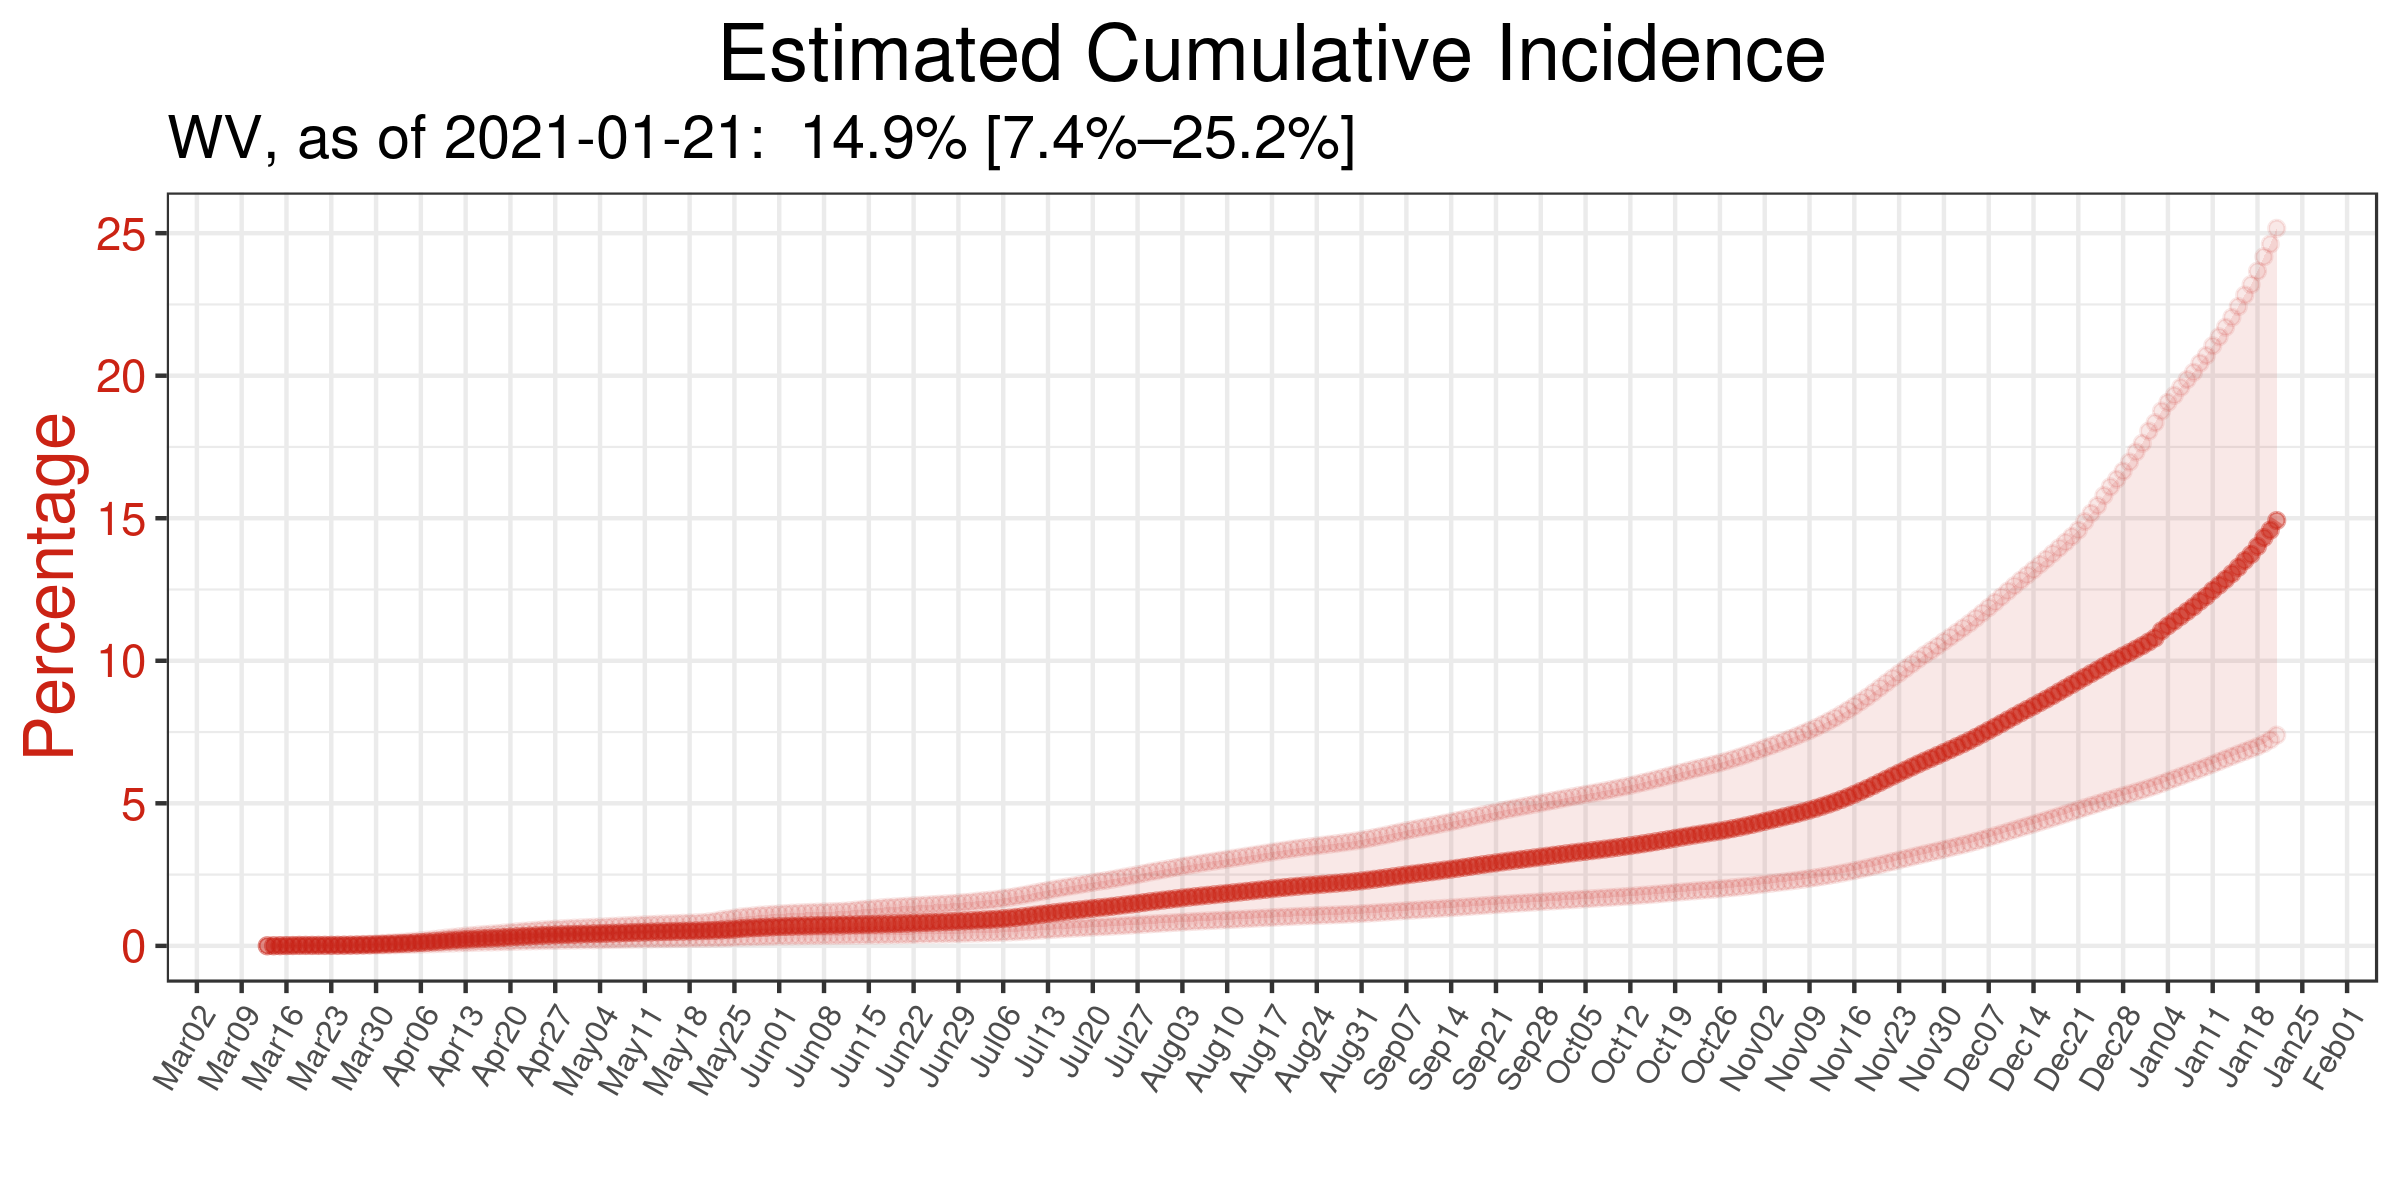 Estimated Cumulative Incidence
WV, as of 2021-01-21:  14.9% [7.4%–25.2%]
Percentage
25
20
15
10
5
0
Mar02
Mar09
Mar16
Mar23
Mar30
Apr06
Apr13
Apr20
Apr27
May04
May11
May18
May25
Jun01
Jun08
Jun15
Jun22
Jun29
Jul06
Jul13
Jul20
Jul27
Aug03
Aug10
Aug17
Aug24
Aug31
Sep07
Sep14
Sep21
Sep28
Oct05
Oct12
Oct19
Oct26
Nov02
Nov09
Nov16
Nov23
Nov30
Dec07
Dec14
Dec21
Dec28
Jan04
Jan11
Jan18
Jan25
Feb01